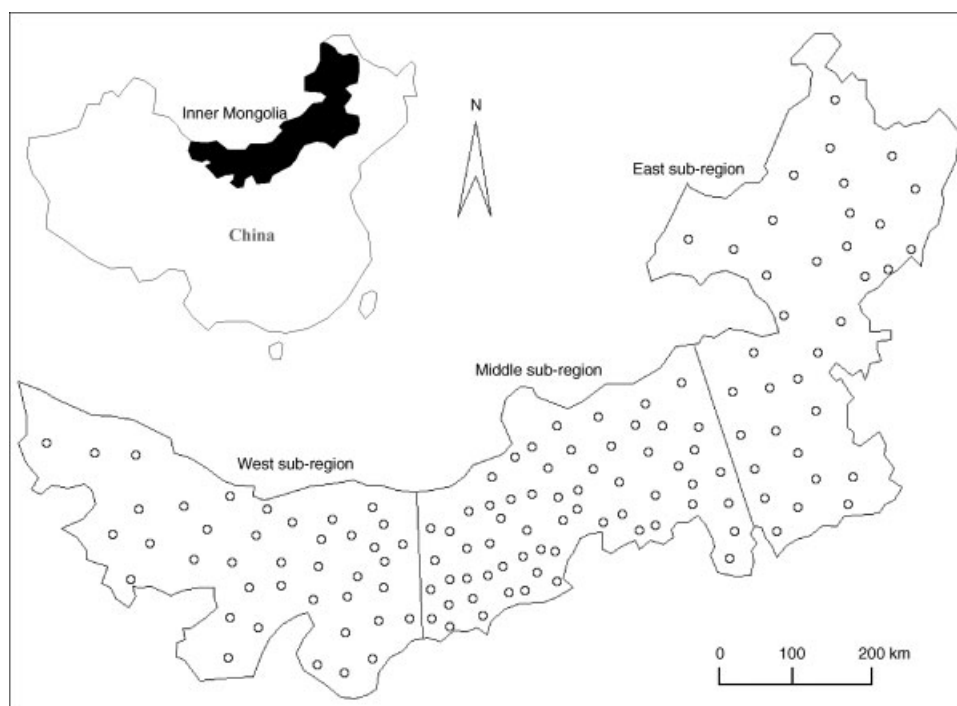 Inner Mongolia
N
East sub-region
China
Middle sub-region
West sub-region
0 100 200 km